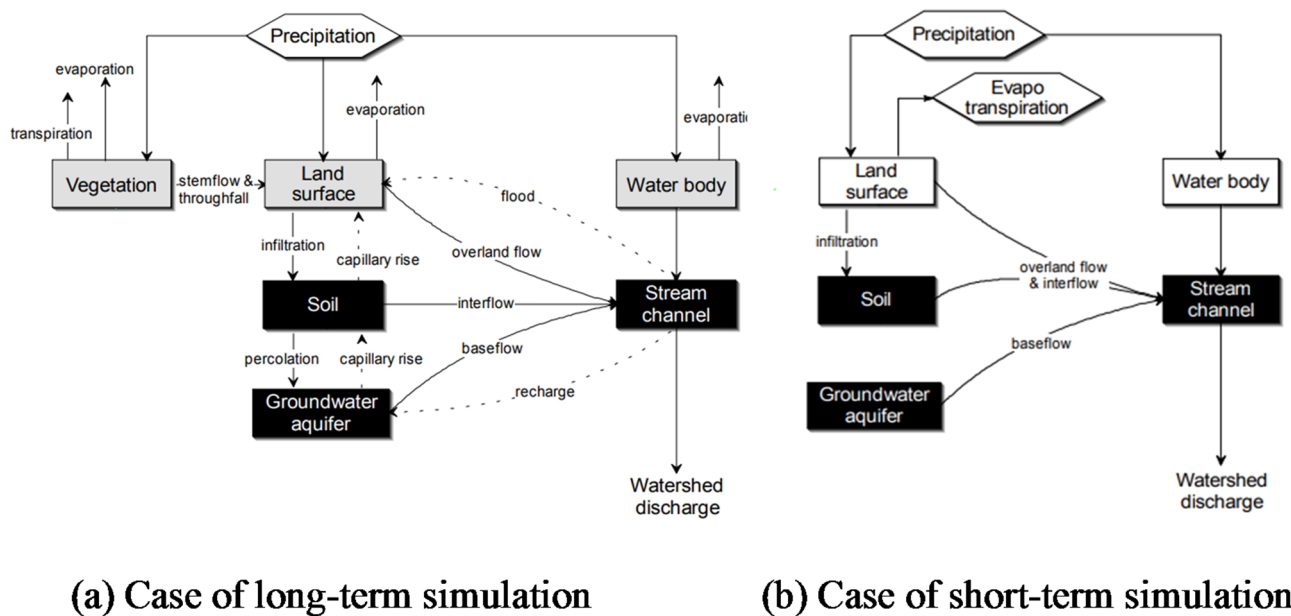 Precipitation
evaporation
transpiration
evaporation
evaporati
Vegetation
stemflow &
throughfall
Land
surface
Water body
flood
infiltration
capillary rise
overland flow
Soil
interflow
Stream
channel
percolation
capillary rise
baseflow
recharge
Groundwater
aquifer
Watershed
discharge
(a) Case of long-term simulation
Precipitation
Evapo
transpiration
Land
surface
Water body
infiltration
overland flow
& interflow
Soil
Stream
channel
baseflow
Groundwater
aquifer
Watershed
discharge
(b) Case of short-term simulation